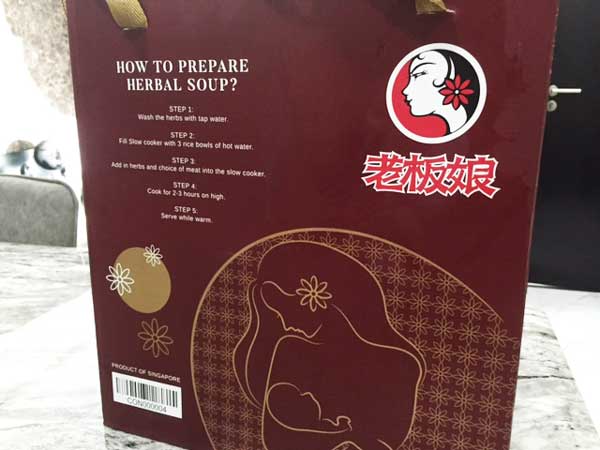 HOW TO PREPARE
HERBAL SOUP?
STEP 1:
Wash the herbs with tap water.
STEP 2:
Fill Slow cooker with 3 rice bowls of hot water.
STEP 3:
Add in herbs and choice of meat into the slow cooker.
STEP 4:
Cook for 2-3 hours on high.
STEP 5:
Serve while warm.
老板娘
PRODUCT OF SINGAPORE
CON000004